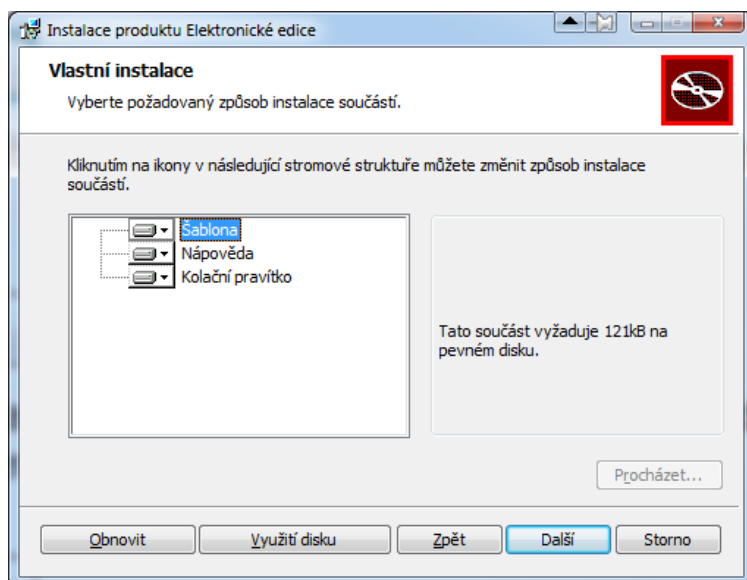 Instalace produktu Elektronické edice
Vlastní instalace
Vyberte požadovaný způsob instalace součástí.
Kliknutím na ikony v následující stromové struktuře můžete změnit způsob instalace
součástí.
Šablona
Nápověda
Kolační pravítko
Tato součást vyžaduje 121kB na
pevném disku.
Procházet...
Obnovit
Využití disku
Zpět
Další
Storno